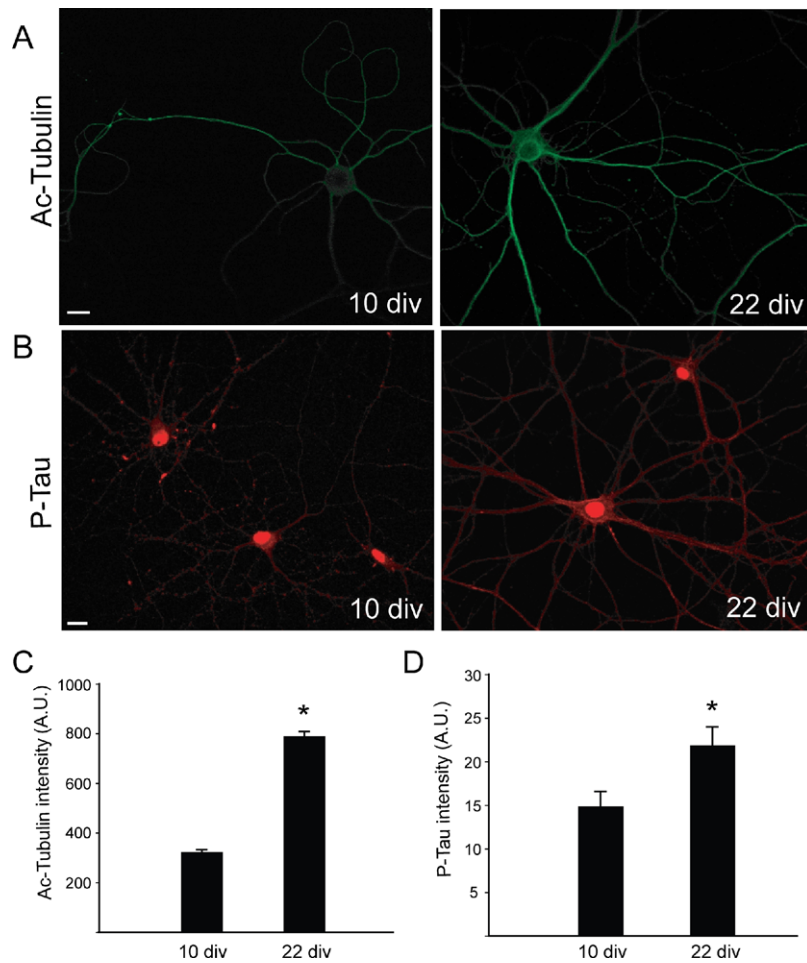 A
Ac-Tubulin
10 div
22 div
B
P-Tau
10 div
22 div
C
Ac-Tubulin intensity (A.U.)
1000
800
600
400
200
10 div
22 div
*
D
P-Tau intensity (A.U.)
30
25
20
15
10
5
10 div
22 div
*